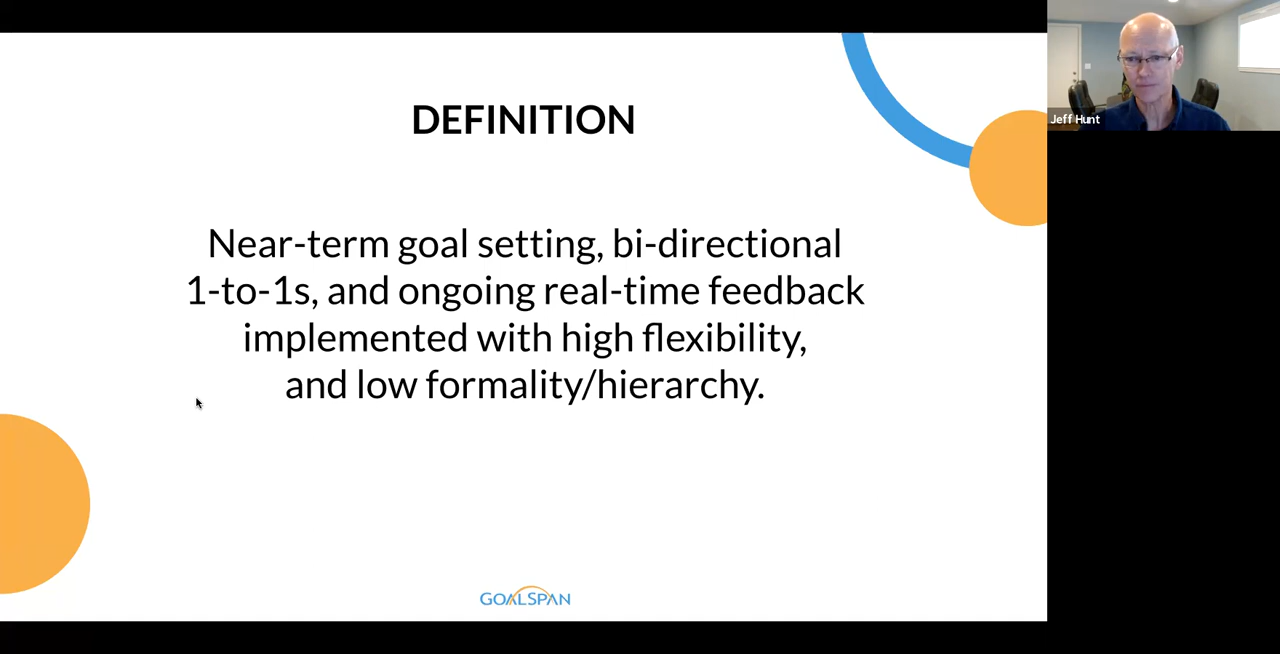 DEFINITION
Near-term goal setting, bi-directional
1-to-1s, and ongoing real-time feedback
implemented with high flexibility,
and low formality/hierarchy.
GOALSPAN
Jeff Hunt